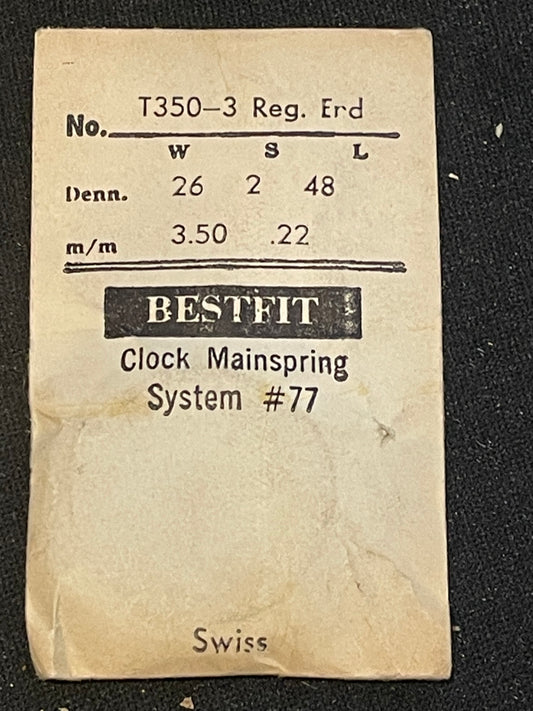 No. T350-3 Reg. Erd
W S L
Denn. 26 2 48
m/m 3.50 .22
BESTFIT
Clock Mainspring
System #77
Swiss